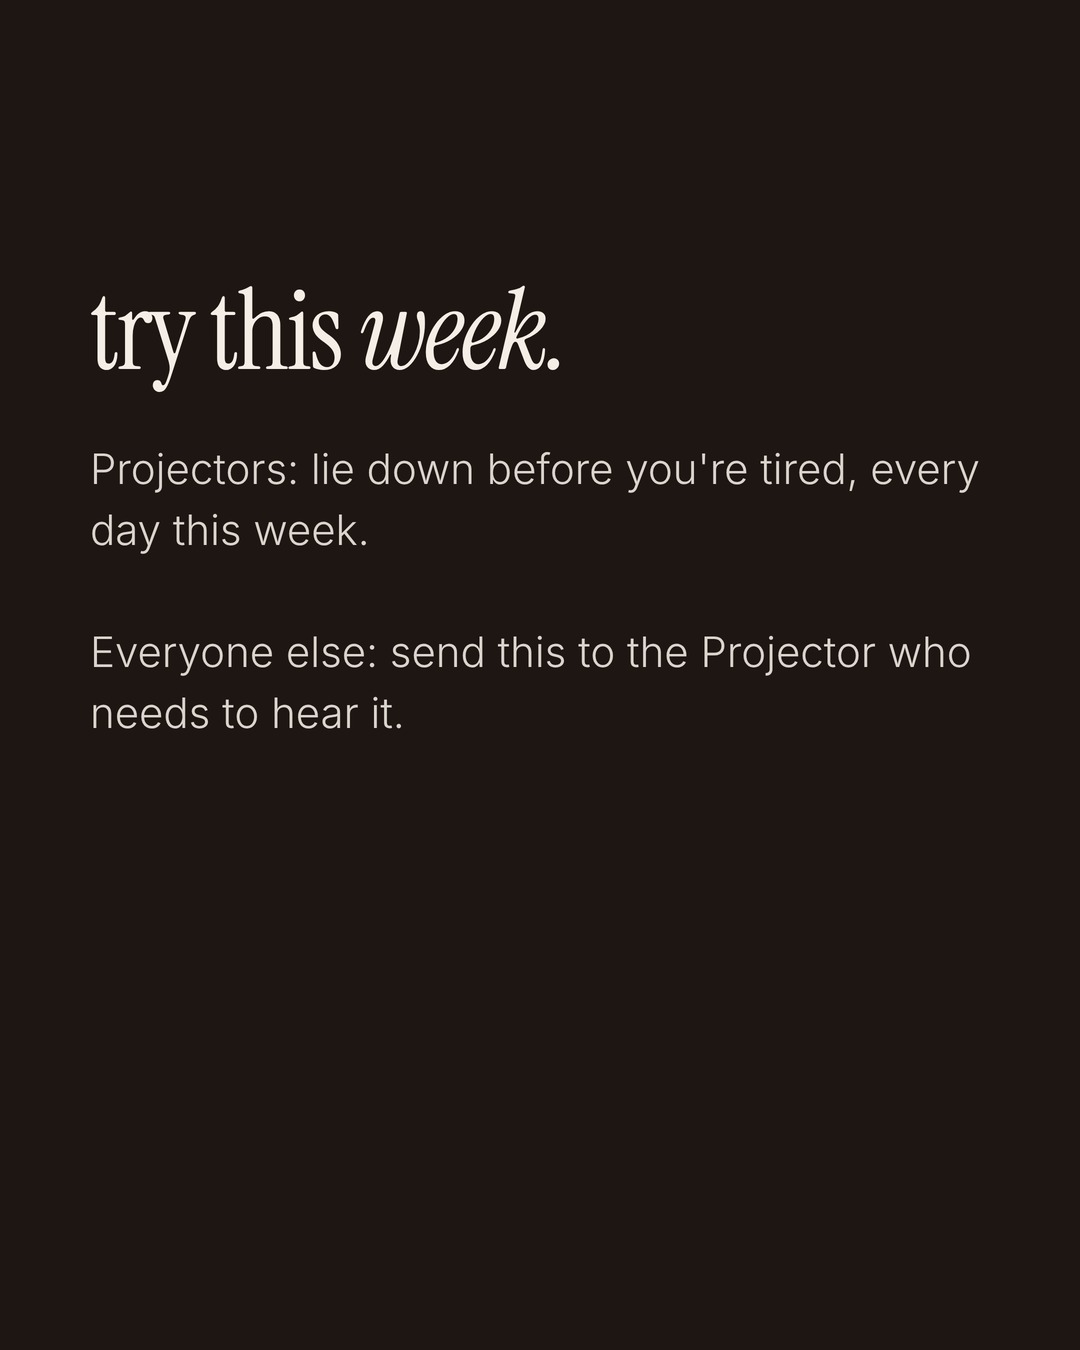 try this week.
Projectors: lie down before you're tired, every
day this week.
Everyone else: send this to the Projector who
needs to hear it.